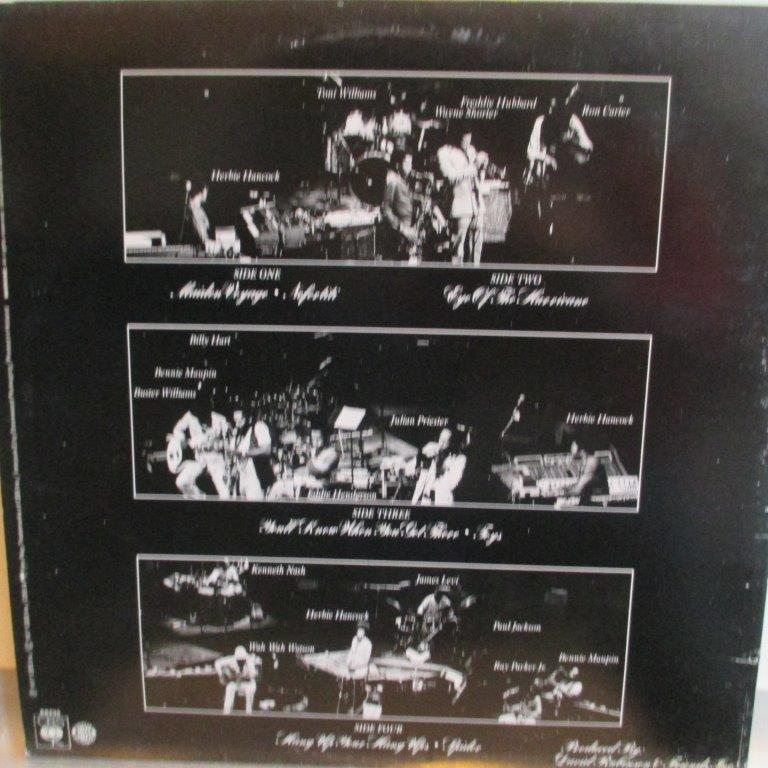 Toni Williams
Freddie Hubbard
Wayne Shorter
Ron Carter
Herbie Hancock
SIDE ONE
Maiden Voyage • Nefertiti
SIDE TWO
Eye Of The Hurricane
Billy Hart
Bennie Maupin
Buster Williams
Julian Priester
Herbie Hancock
Eddie Henderson
SIDE THREE
You'll Know When You Get There • Toys
Kenneth Nash
James Levi
Herbie Hancock
Paul Jackson
Wah Wah Watson
Bennie Maupin
Ray Parker Jr.
SIDE FOUR
Hang Up Your Hang Ups •
Produced By:
David Rubinson &